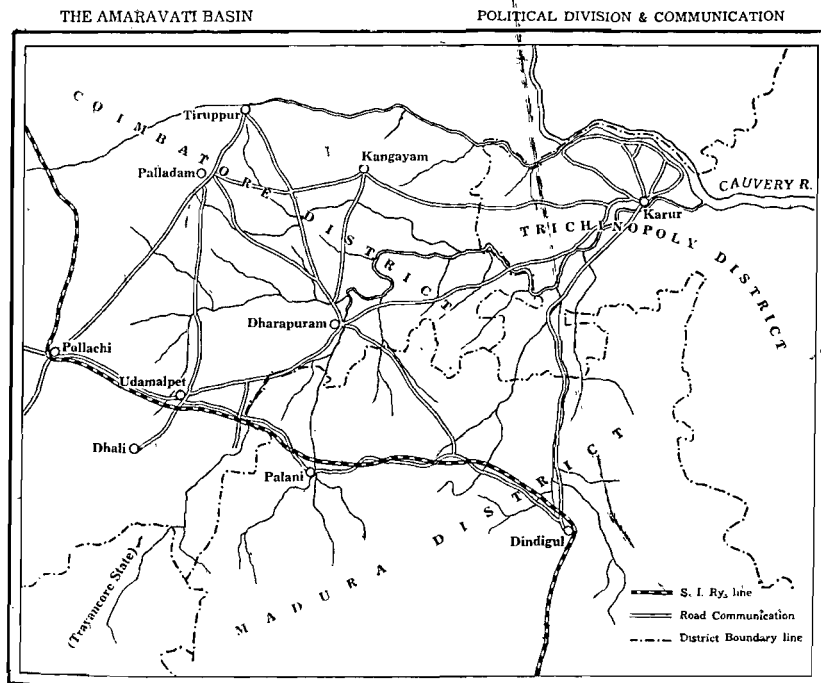 THE AMARAVATI BASIN
POLITICAL DIVISION & COMMUNICATION
COIMBATORE DISTRICT
Tiruppur
Palladam
Kangayam
CAUVERY R.
Karur
TRICHINOPOLY DISTRICT
Dharapuram
Pollachi
Udamalpet
Dhali
Palani
Dindigul
MADURA DISTRICT
(Travancore State)
S. I. Ry. line
Road Communication
District Boundary line